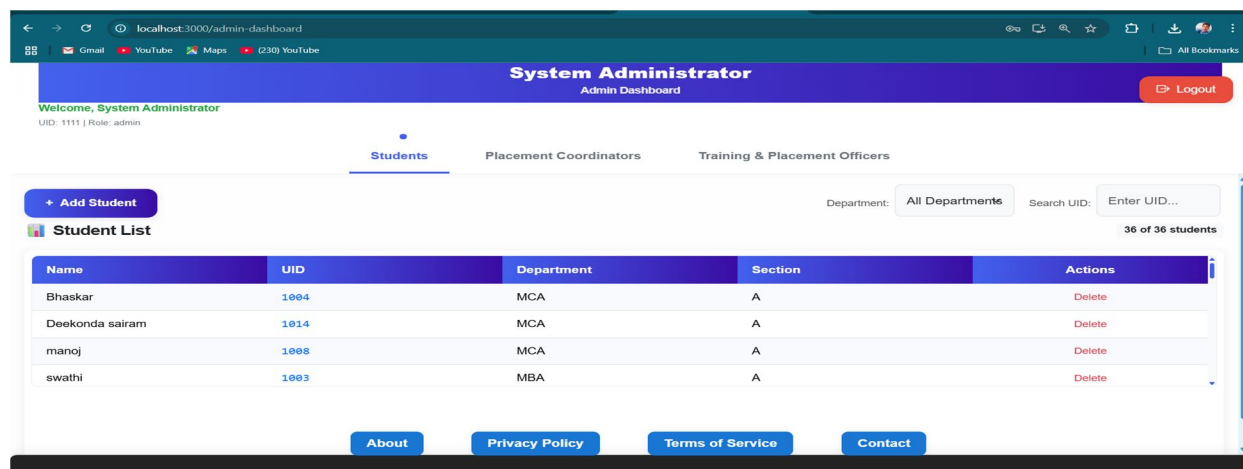 localhost:3000/admin-dashboard
Gmail YouTube Maps (230) YouTube All Bookmarks
System Administrator
Admin Dashboard
Logout
Welcome, System Administrator
UID: 1111 | Role: admin
Students Placement Coordinators Training & Placement Officers
+ Add Student Department: All Departments Search UID: Enter UID...
Student List 36 of 36 students
Name UID Department Section Actions
Bhaskar 1004 MCA A Delete
Deekonda sairam 1014 MCA A Delete
manoj 1008 MCA A Delete
swathi 1003 MBA A Delete
About Privacy Policy Terms of Service Contact